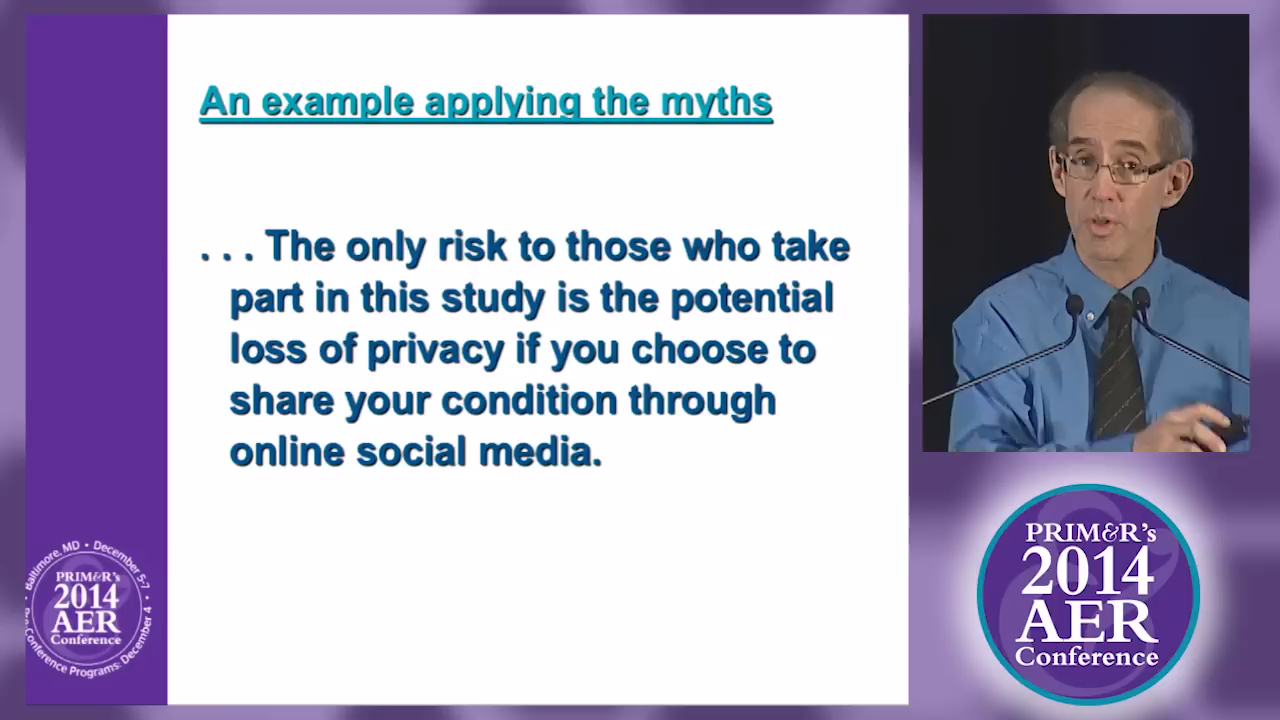 An example applying the myths
. . . The only risk to those who take
part in this study is the potential
loss of privacy if you choose to
share your condition through
online social media.
Baltimore, MD • December 5-7 •
PRIM&R's
2014
AER
Conference
Pre-Conference Programs: December 4
PRIM&R's
2014
AER
Conference